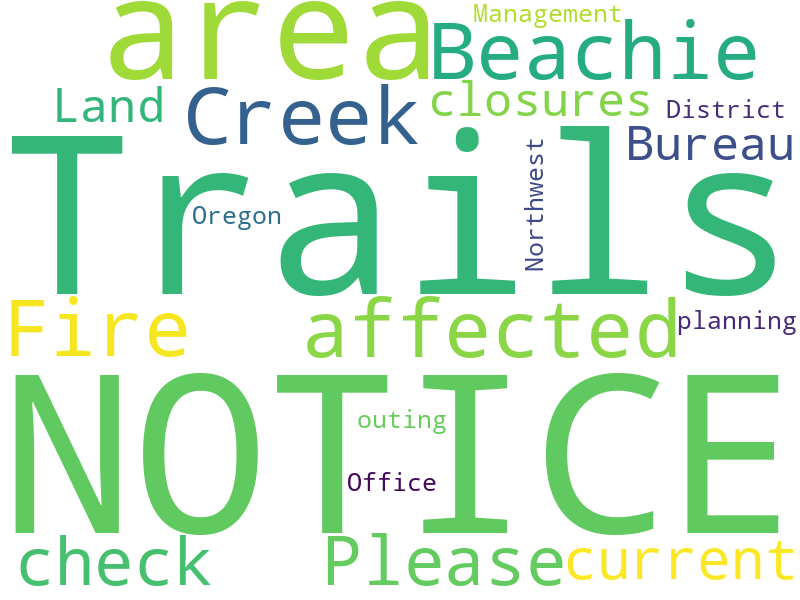 Management
area
Beachie
Land
Creek
closures
District
Bureau
Trails
Northwest
Oregon
Fire
affected
planning
NOTICE
outing
Office
check
Please
current